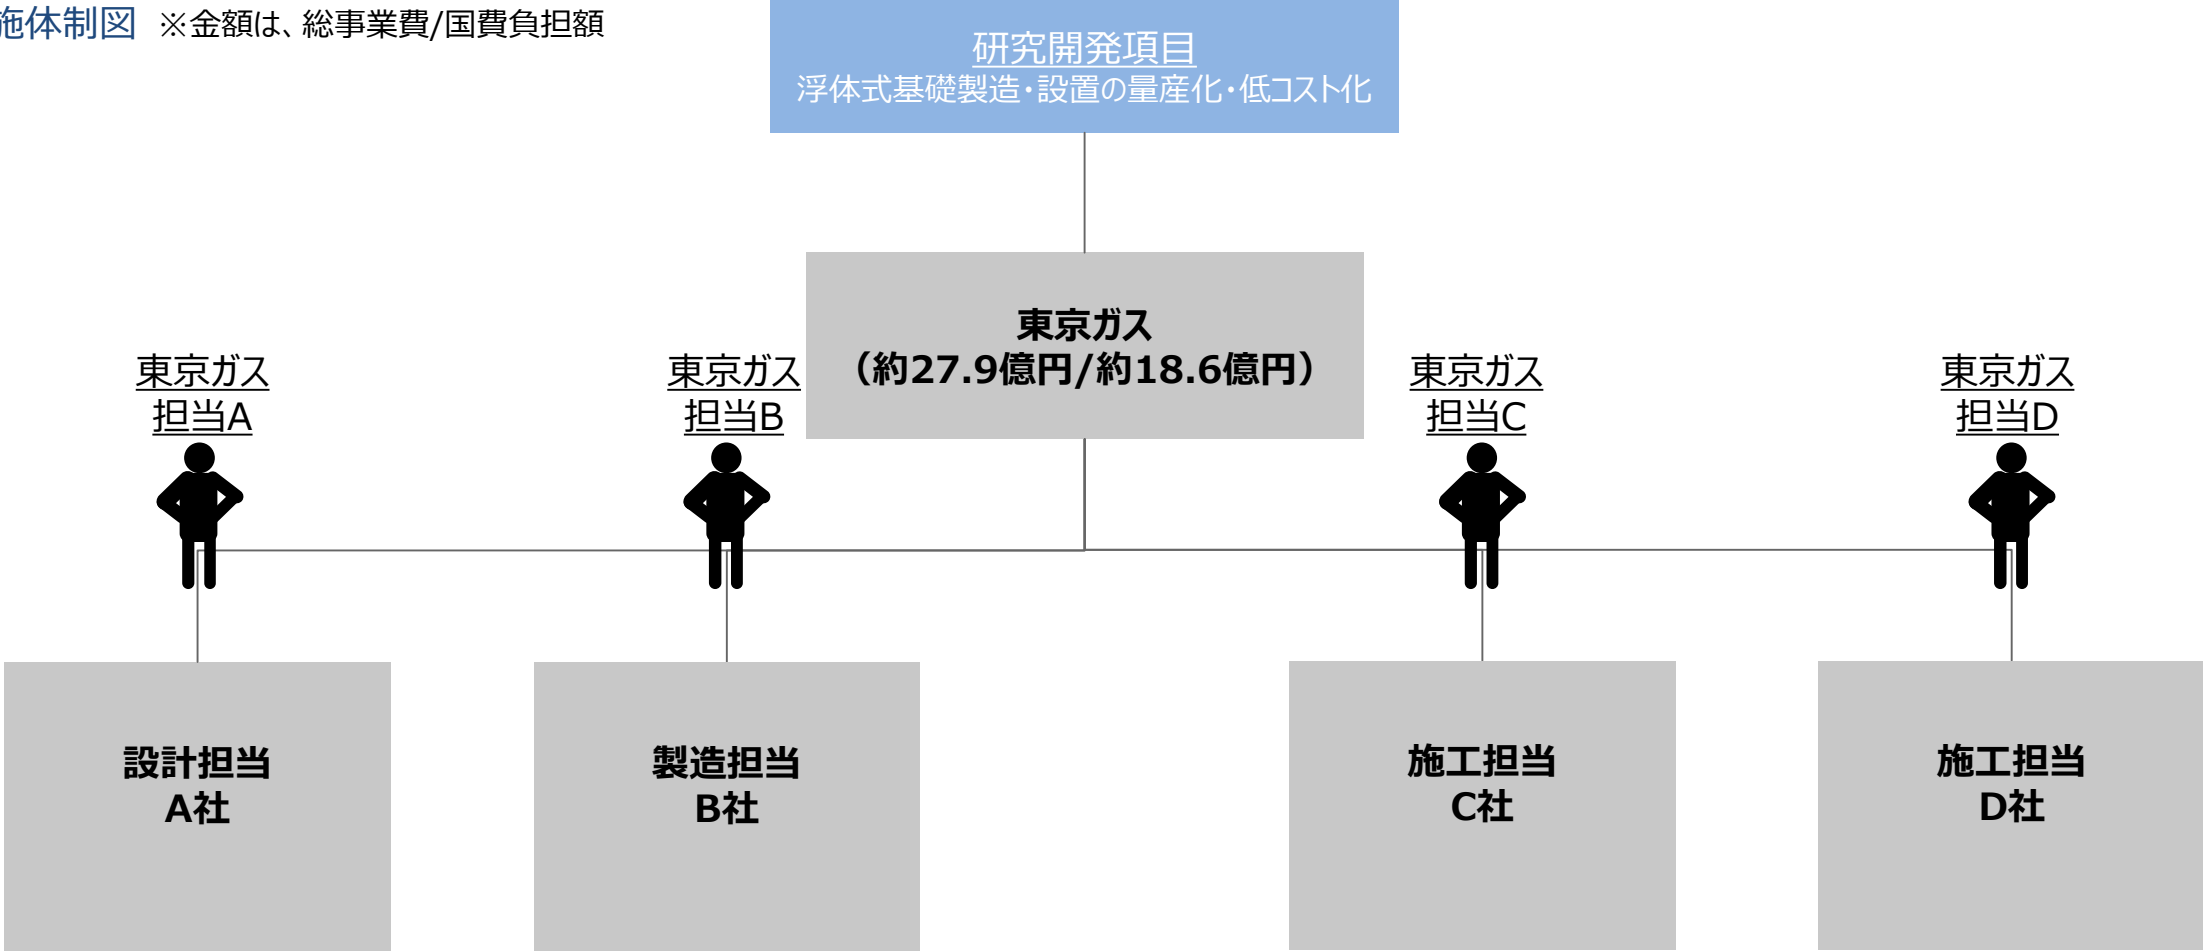 施体制図 ※金額は、総事業費/国費負担額
研究開発項目
浮体式基礎製造・設置の量産化・低コスト化
東京ガス
（約27.9億円/約18.6億円）
東京ガス
担当A
東京ガス
担当B
東京ガス
担当C
東京ガス
担当D
設計担当
A社
製造担当
B社
施工担当
C社
施工担当
D社